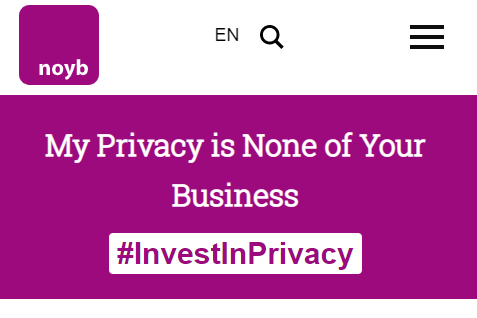 noyb
EN
My Privacy is None of Your
Business
#InvestInPrivacy